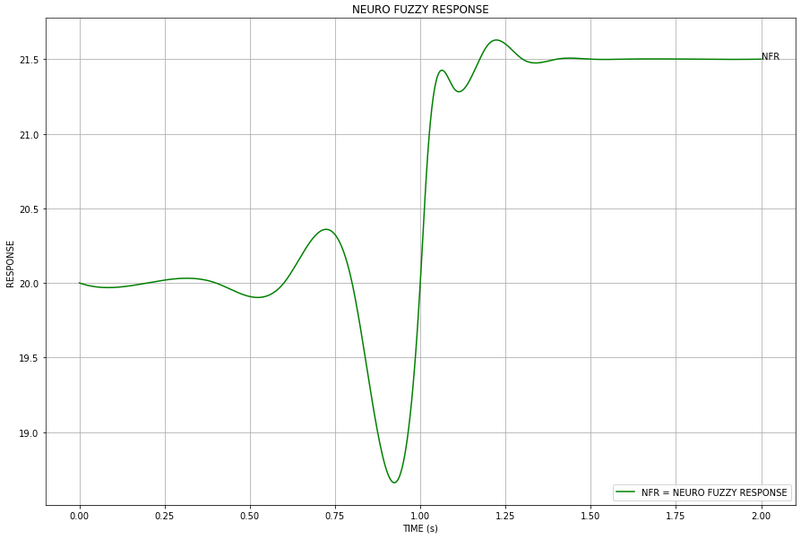 NEURO FUZZY RESPONSE
21.5
21.0
20.5
20.0
19.5
19.0
RESPONSE
NFR
NFR = NEURO FUZZY RESPONSE
0.00 0.25 0.50 0.75 1.00 1.25 1.50 1.75 2.00
TIME (s)